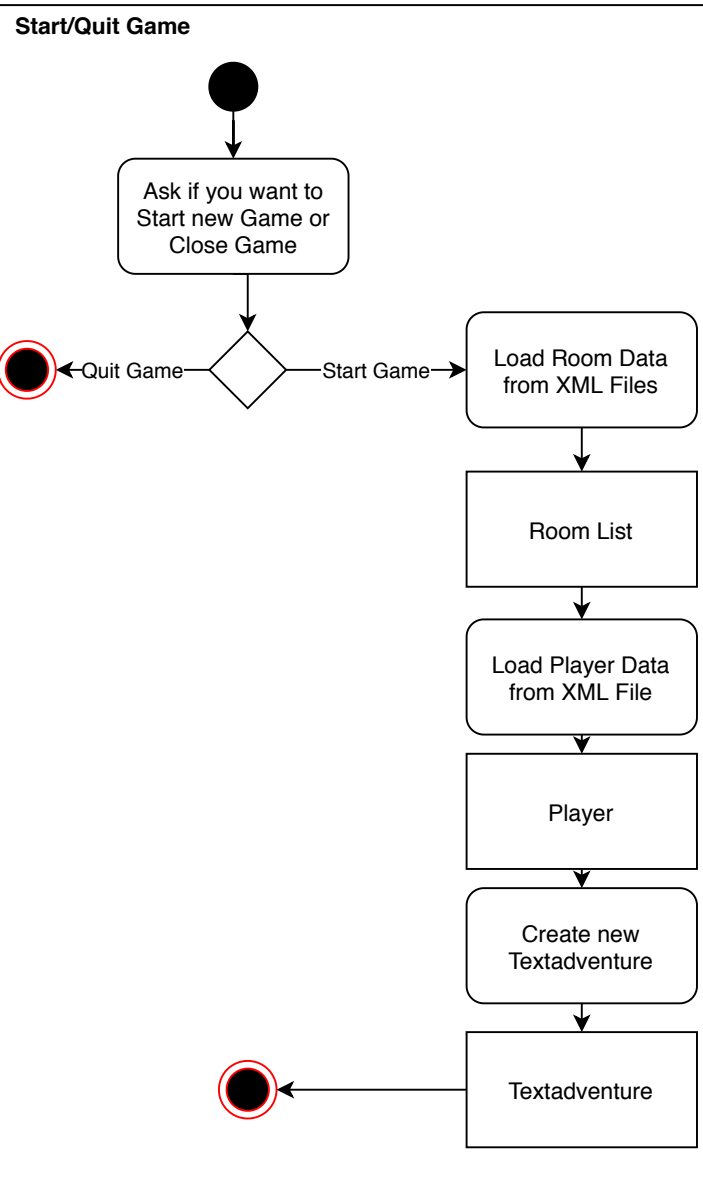 Start/Quit Game
Ask if you want to
Start new Game or
Close Game
Quit Game
Start Game
Load Room Data
from XML Files
Room List
Load Player Data
from XML File
Player
Create new
Textadventure
Textadventure